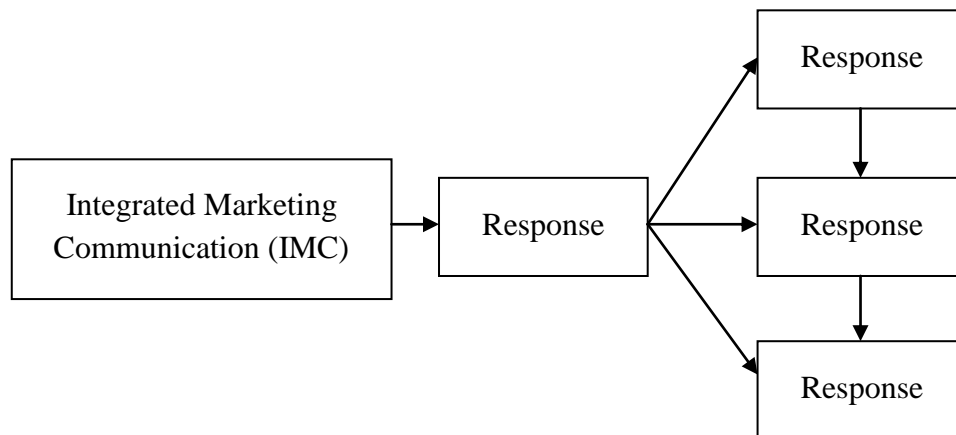 Response
Integrated Marketing
Communication (IMC)
Response
Response
Response